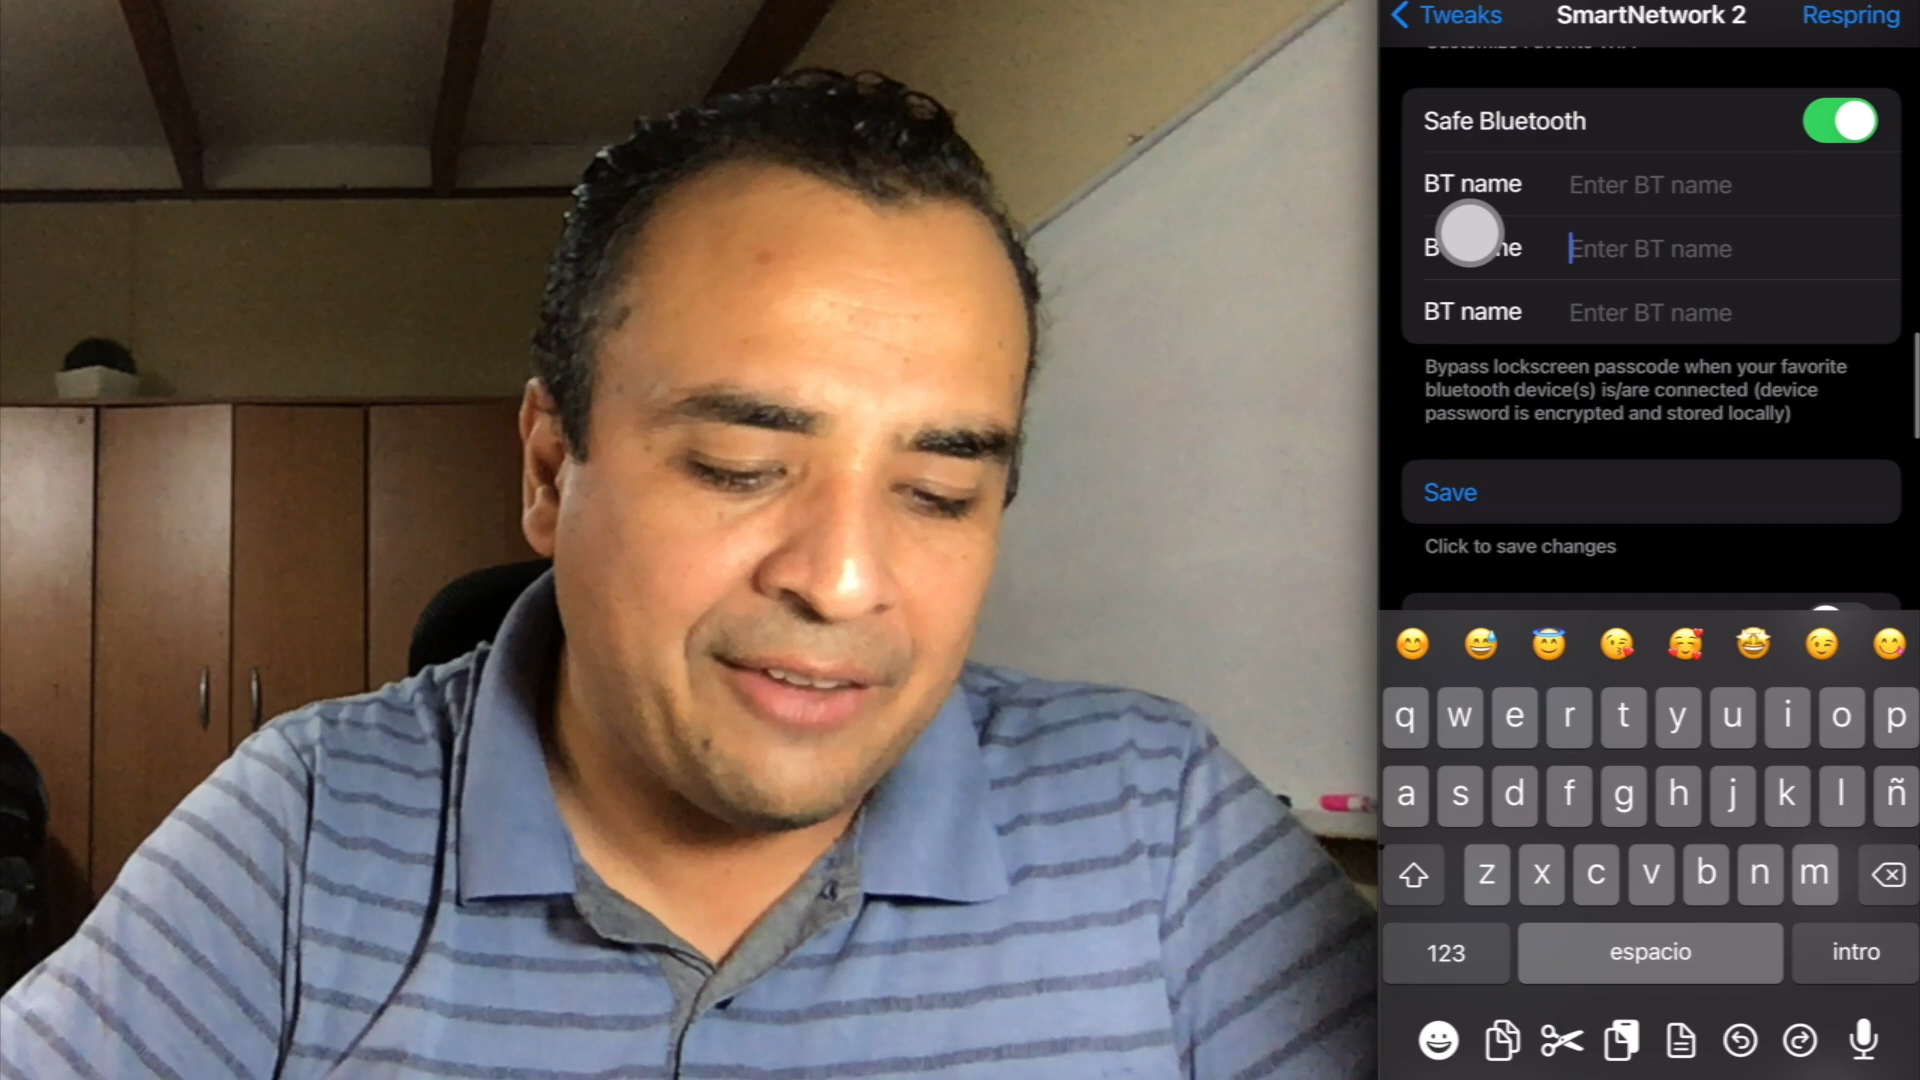 Tweaks SmartNetwork 2 Respring
Safe Bluetooth
BT name Enter BT name
Enter BT name
BT name Enter BT name
Bypass lockscreen passcode when your favorite
bluetooth device(s) is/are connected (device
password is encrypted and stored locally)
Save
Click to save changes
q w e r t y u i o p
a s d f g h j k l ñ
z x c v b n m
123 espacio intro